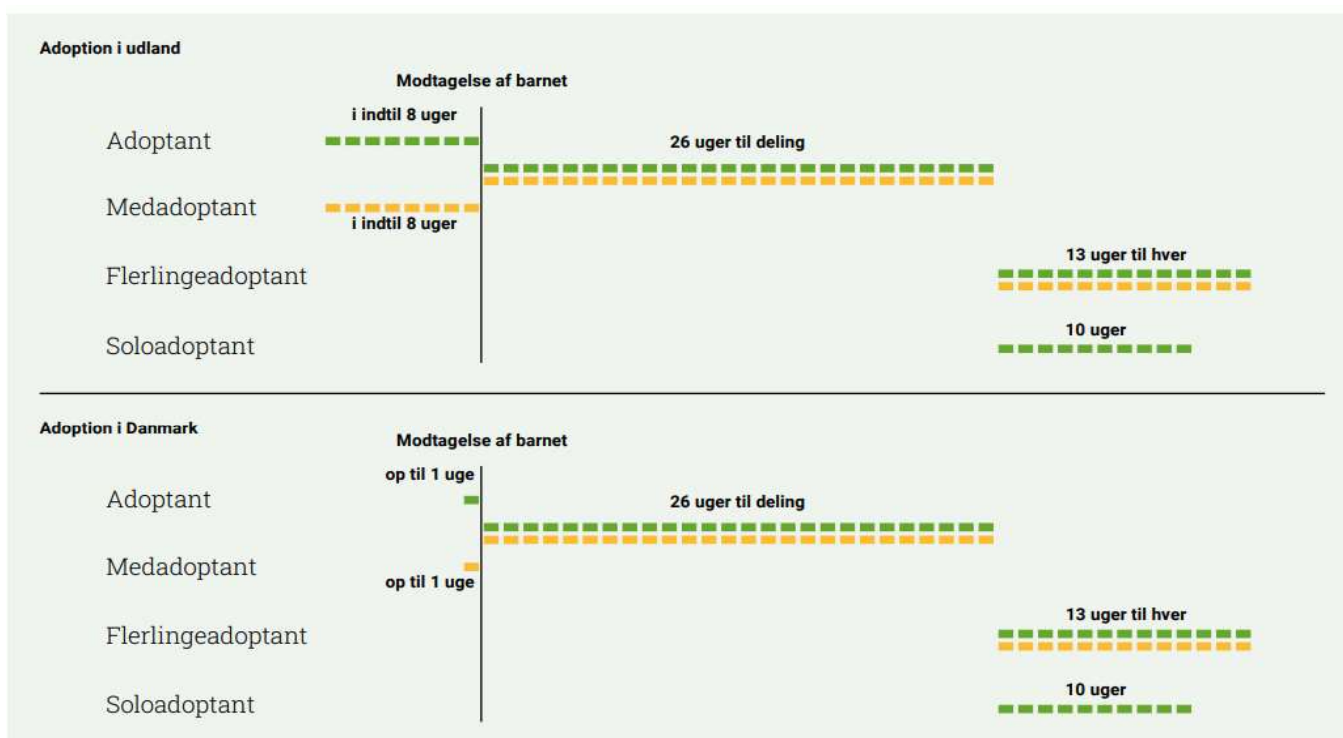 Adoption i udland
Modtagelse af barnet
i indtil 8 uger
Adoptant
26 uger til deling
Medadoptant
i indtil 8 uger
13 uger til hver
Flerlingeadoptant
10 uger
Soloadoptant
Adoption i Danmark
Modtagelse af barnet
op til 1 uge
Adoptant
26 uger til deling
Medadoptant
op til 1 uge
13 uger til hver
Flerlingeadoptant
10 uger
Soloadoptant